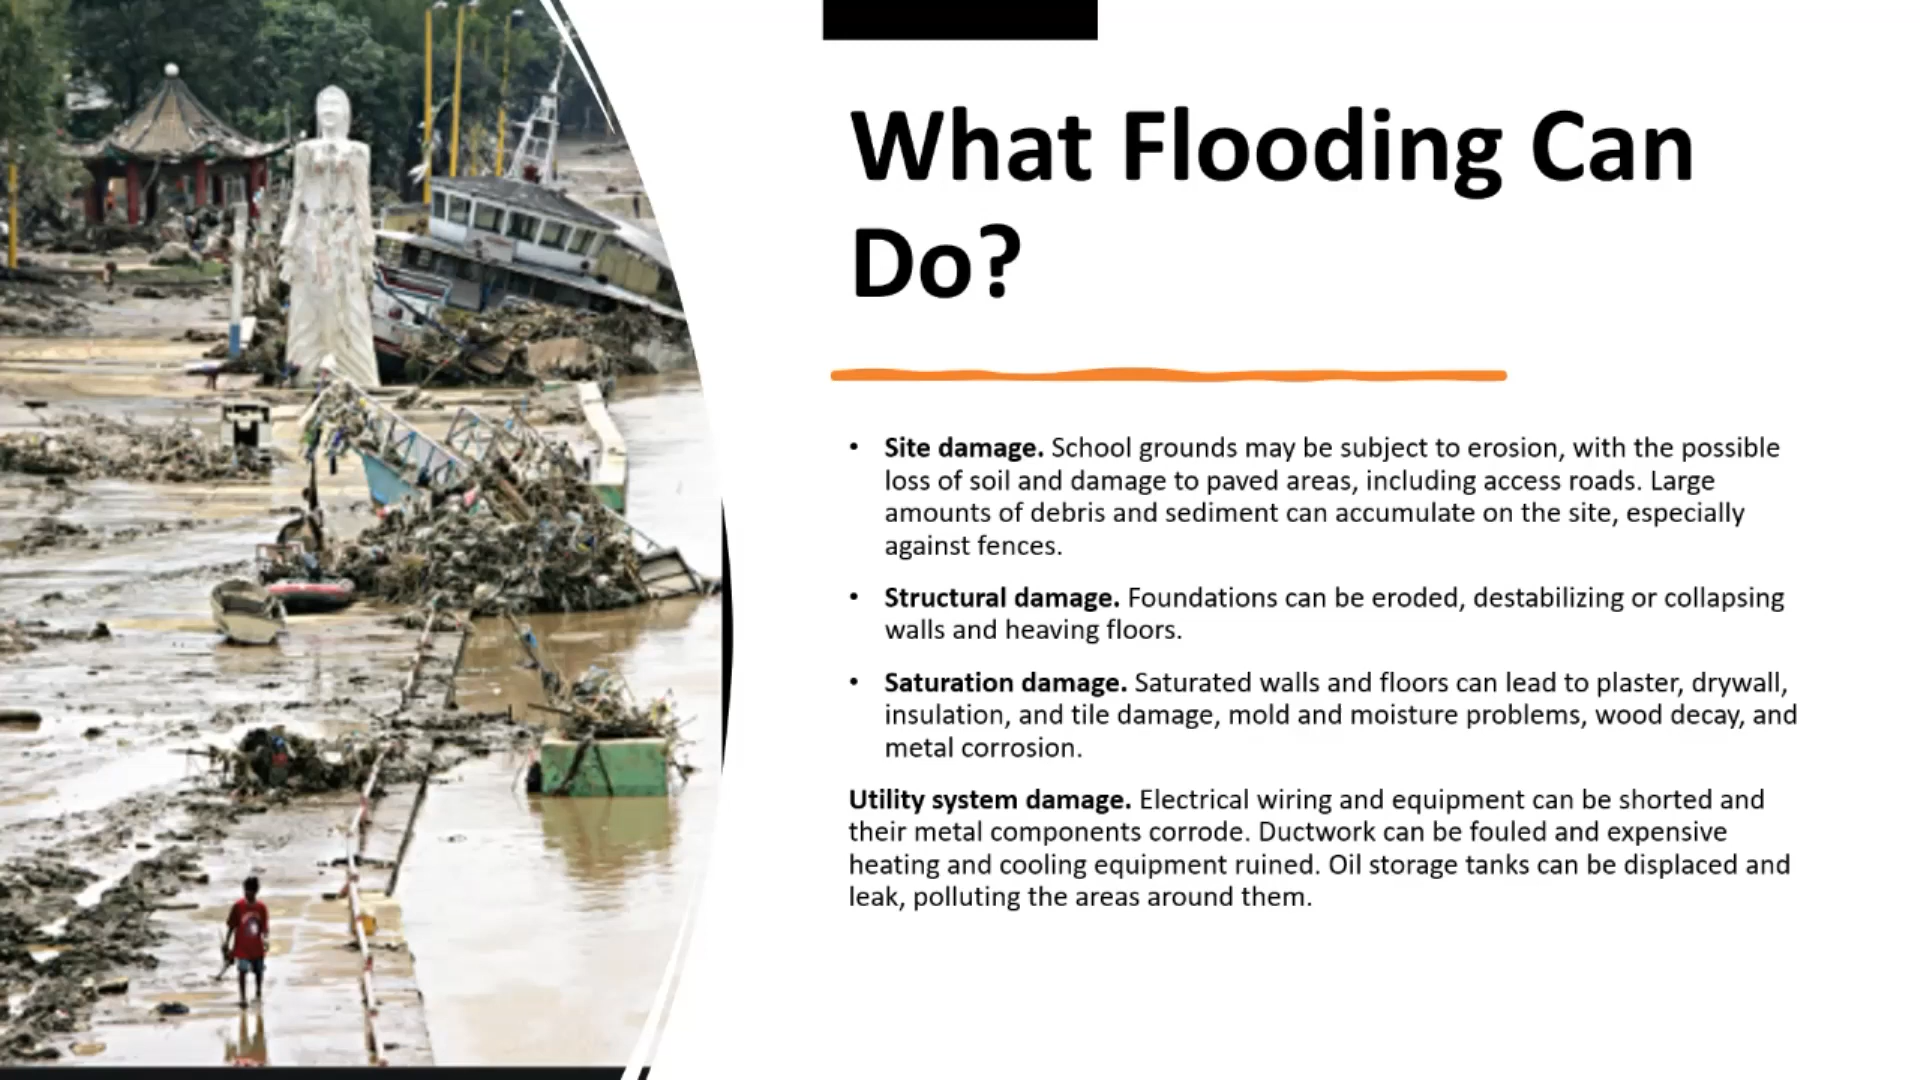 What Flooding Can
Do?
• Site damage. School grounds may be subject to erosion, with the possible
loss of soil and damage to paved areas, including access roads. Large
amounts of debris and sediment can accumulate on the site, especially
against fences.
• Structural damage. Foundations can be eroded, destabilizing or collapsing
walls and heaving floors.
• Saturation damage. Saturated walls and floors can lead to plaster, drywall,
insulation, and tile damage, mold and moisture problems, wood decay, and
metal corrosion.
Utility system damage. Electrical wiring and equipment can be shorted and
their metal components corrode. Ductwork can be fouled and expensive
heating and cooling equipment ruined. Oil storage tanks can be displaced and
leak, polluting the areas around them.